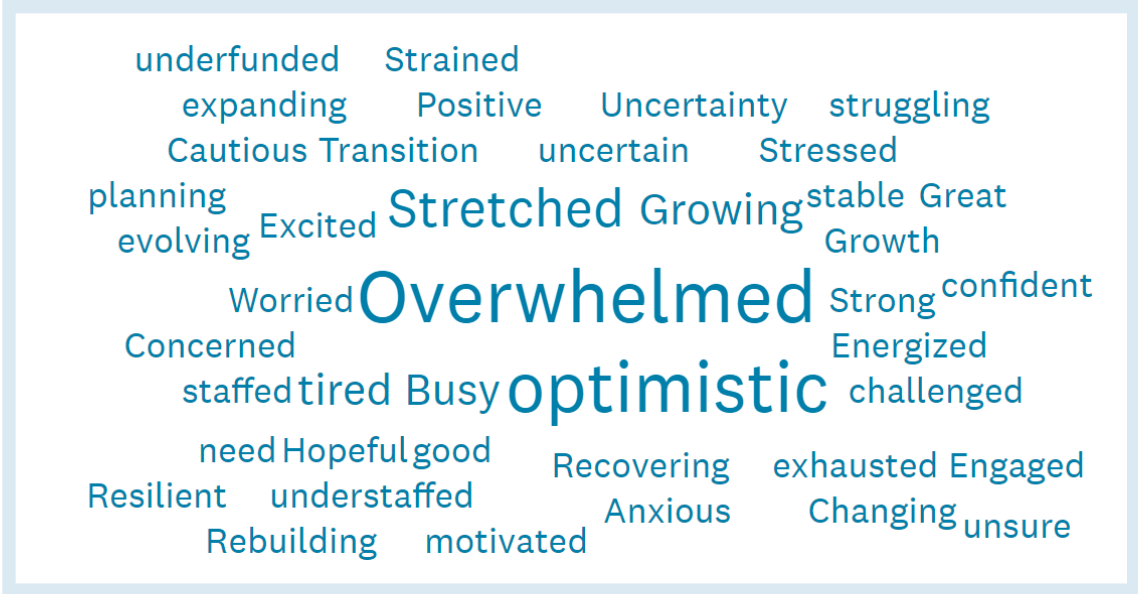 underfunded Strained
expanding Positive Uncertainty struggling
Cautious Transition uncertain Stressed
planning Stretched Growing stable Great
evolving Excited Growth
Worried Overwhelmed Strong confident
Concerned Energized
staffed tired Busy optimistic challenged
need Hopeful good Recovering exhausted Engaged
Resilient understaffed Anxious Changing unsure
Rebuilding motivated